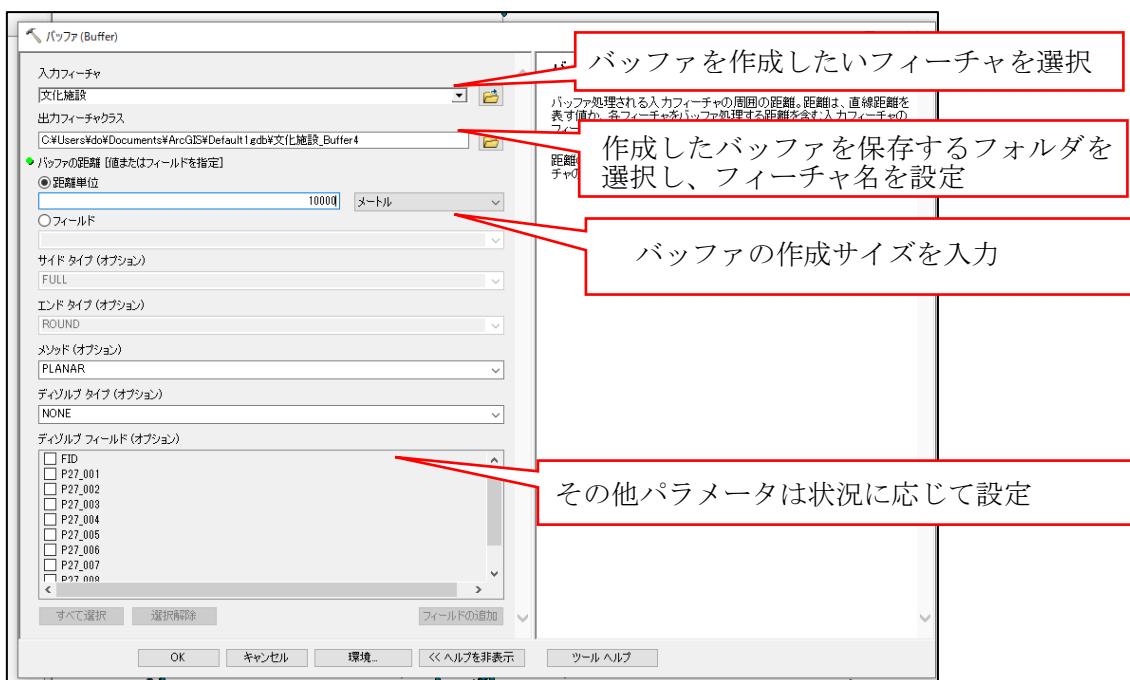 バッファ (Buffer)
入力フィーチャ
文化施設
出力フィーチャクラス
C:¥Users¥do¥Documents¥ArcGIS¥Default1.gdb¥文化施設_Buffer4
バッファの距離 [値またはフィールドを指定]
距離単位
10000 メートル
フィールド
サイド タイプ (オプション)
FULL
エンド タイプ (オプション)
ROUND
メソッド (オプション)
PLANAR
ディゾルブ タイプ (オプション)
NONE
ディゾルブ フィールド (オプション)
FID
P27_001
P27_002
P27_003
P27_004
P27_005
P27_006
P27_007
P27_008
すべて選択 選択解除 フィールドの追加
OK キャンセル 環境... << ヘルプを非表示 ツール ヘルプ
バッファを作成したいフィーチャを選択
バッファ処理される入力フィーチャの周囲の距離。距離は、直線距離を
表す値か、各フィーチャをバッファ処理する距離を含む入力フィーチャの
作成したバッファを保存するフォルダを
選択し、フィーチャ名を設定
バッファの作成サイズを入力
その他パラメータは状況に応じて設定